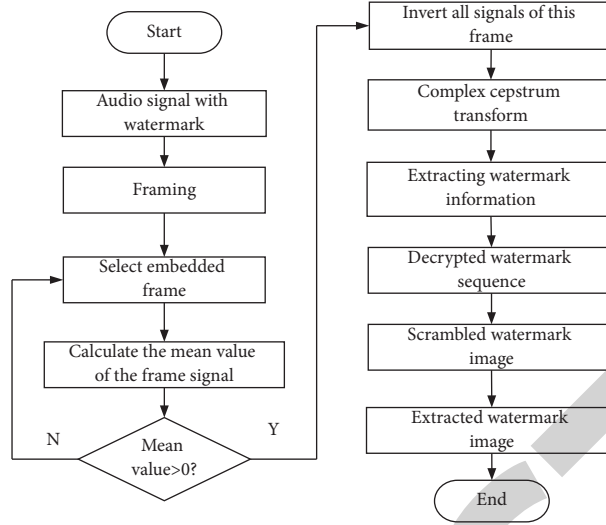 Start
Audio signal with
watermark
Framing
Select embedded
frame
Calculate the mean value
of the frame signal
N
Mean
value>0?
Y
Invert all signals of this
frame
Complex cepstrum
transform
Extracting watermark
information
Decrypted watermark
sequence
Scrambled watermark
image
Extracted watermark
image
End